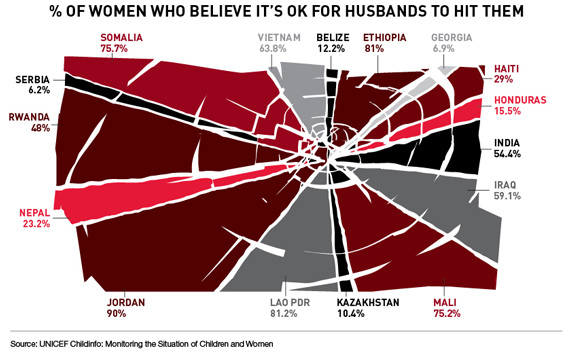 % OF WOMEN WHO BELIEVE IT'S OK FOR HUSBANDS TO HIT THEM
SOMALIA
75.7%
VIETNAM
63.8%
BELIZE
12.2%
ETHIOPIA
81%
GEORGIA
6.9%
HAITI
29%
HONDURAS
15.5%
INDIA
54.4%
IRAQ
59.1%
MALI
75.2%
KAZAKHSTAN
10.4%
LAO PDR
81.2%
JORDAN
90%
NEPAL
23.2%
RWANDA
48%
SERBIA
6.2%
Source: UNICEF Childinfo: Monitoring the Situation of Children and Women